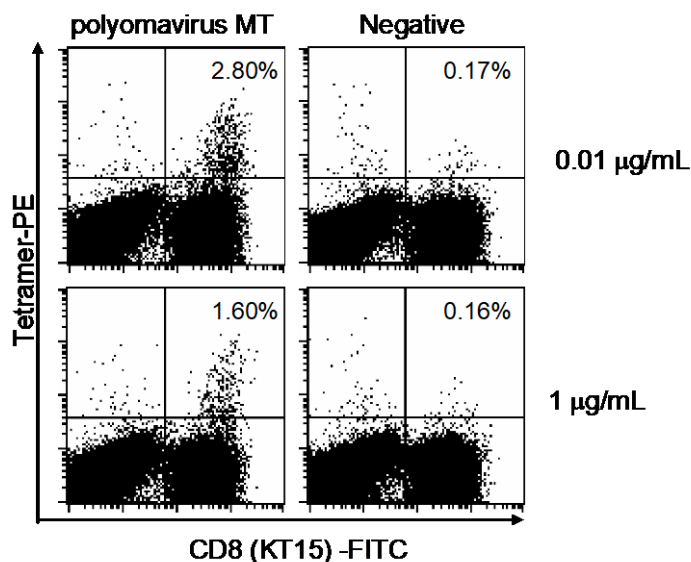 polyomavirus MT Negative
2.80% 0.17%
0.01 μg/mL
1.60% 0.16%
1 μg/mL
Tetramer-PE
CD8 (KT15) -FITC